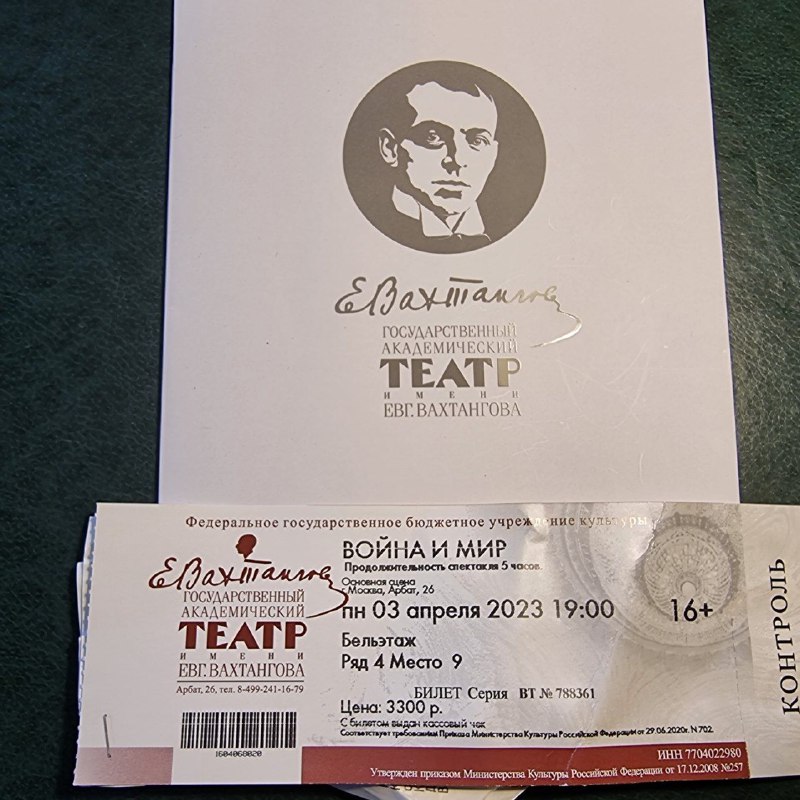 Е Вахтангов
ГОСУДАРСТВЕННЫЙ
АКАДЕМИЧЕСКИЙ
ТЕАТР
ИМЕНИ
ЕВГ. ВАХТАНГОВА
Федеральное государственное бюджетное учреждение культуры
Е Вахтангов
ГОСУДАРСТВЕННЫЙ
АКАДЕМИЧЕСКИЙ
ТЕАТР
ИМЕНИ
ЕВГ. ВАХТАНГОВА
Арбат, 26, тел. 8-499-241-16-79
1604068020
ВОЙНА И МИР
Продолжительность спектакля 5 часов.
Основная сцена
г.Москва, Арбат, 26
пн 03 апреля 2023 19:00
16+
Бельэтаж
Ряд 4 Место 9
БИЛЕТ Серия ВТ № 788361
Цена: 3300 р.
С билетом выдан кассовый чек
Соответствует требованиям Приказа Министерства Культуры Российской Федерации от 29.06.2020г. N 702.
ИНН 7704022980
Утвержден приказом Министерства Культуры Российской Федерации от 17.12.2008 №257
КОНТРОЛЬ